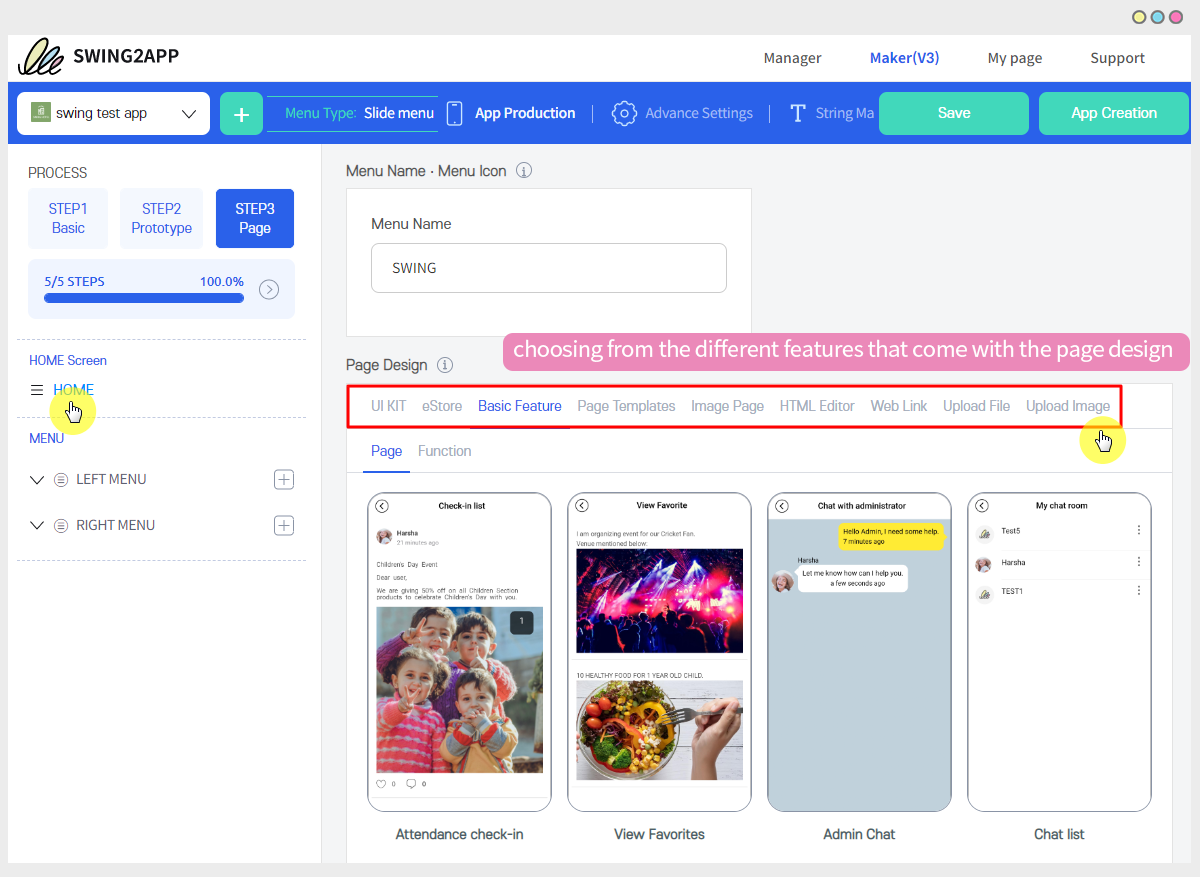 SWING2APP
Manager
Maker(V3)
My page
Support
swing test app
+
Menu Type: Slide menu
App Production
Advance Settings
String Ma
Save
App Creation
PROCESS
STEP1
Basic
STEP2
Prototype
STEP3
Page
5/5 STEPS
100.0%
HOME Screen
HOME
MENU
LEFT MENU
RIGHT MENU
Menu Name · Menu Icon
Menu Name
SWING
choosing from the different features that come with the page design
Page Design
UI KIT
eStore
Basic Feature
Page Templates
Image Page
HTML Editor
Web Link
Upload File
Upload Image
Page
Function
Check-in list
Harsha
21 minutes ago
Children's Day Event
Dear user,
We are giving 50% off on all Children Section
products to celebrate Children's Day with you.
1
0
0
Attendance check-in
View Favorite
I am organizing event for our Cricket Fan.
Venue mentioned below:
10 HEALTHY FOOD FOR 1 YEAR OLD CHILD.
View Favorites
Chat with administrator
Hello Admin, I need some help.
7 minutes ago
Harsha
Let me know how can I help you.
a few seconds ago
Admin Chat
My chat room
Test5
Harsha
TEST1
Chat list